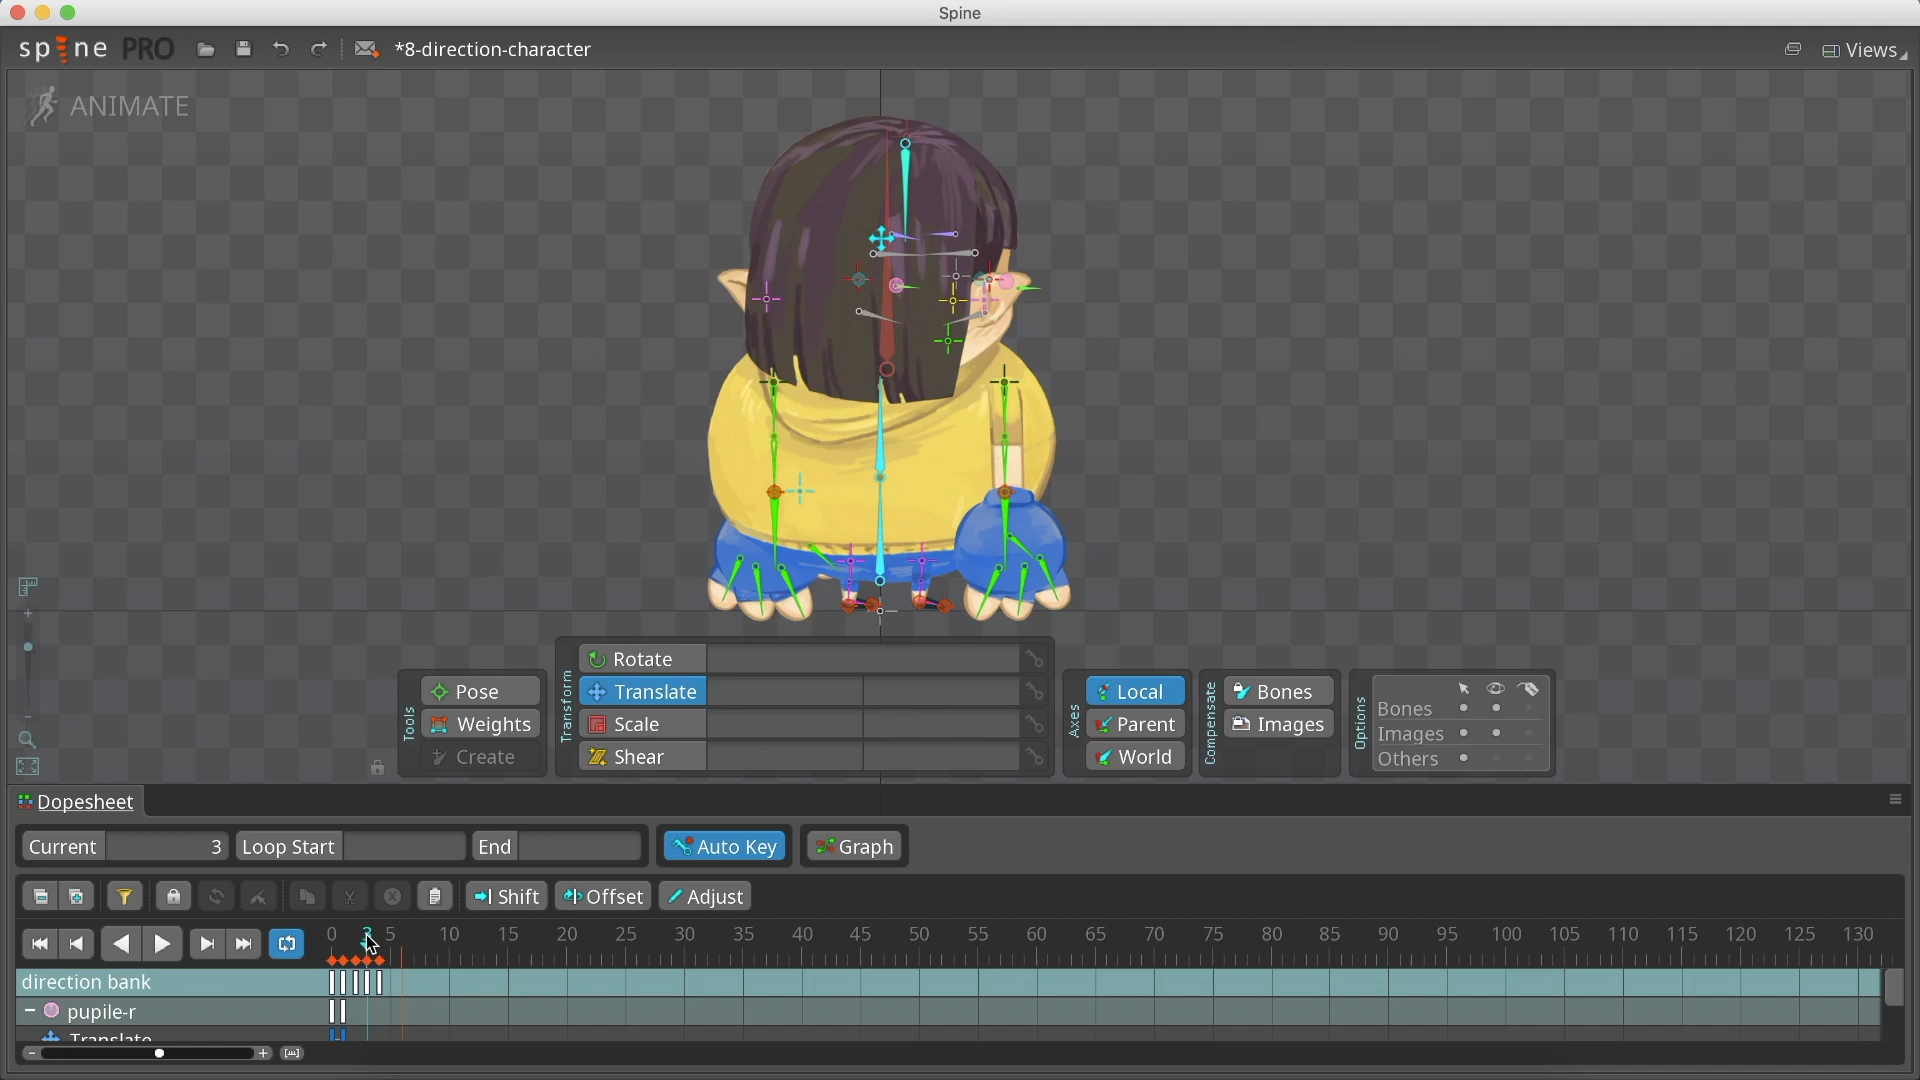 Spine
spine PRO *8-direction-character Views
ANIMATE
Tools Pose Weights Create
Transform Rotate Translate Scale Shear
Axes Local Parent World
Compensate Bones Images
Options Bones Images Others
Dopesheet
Current 3 Loop Start End Auto Key Graph
Shift Offset Adjust
0 3 5 10 15 20 25 30 35 40 45 50 55 60 65 70 75 80 85 90 95 100 105 110 115 120 125 130
direction bank
pupile-r
Translate